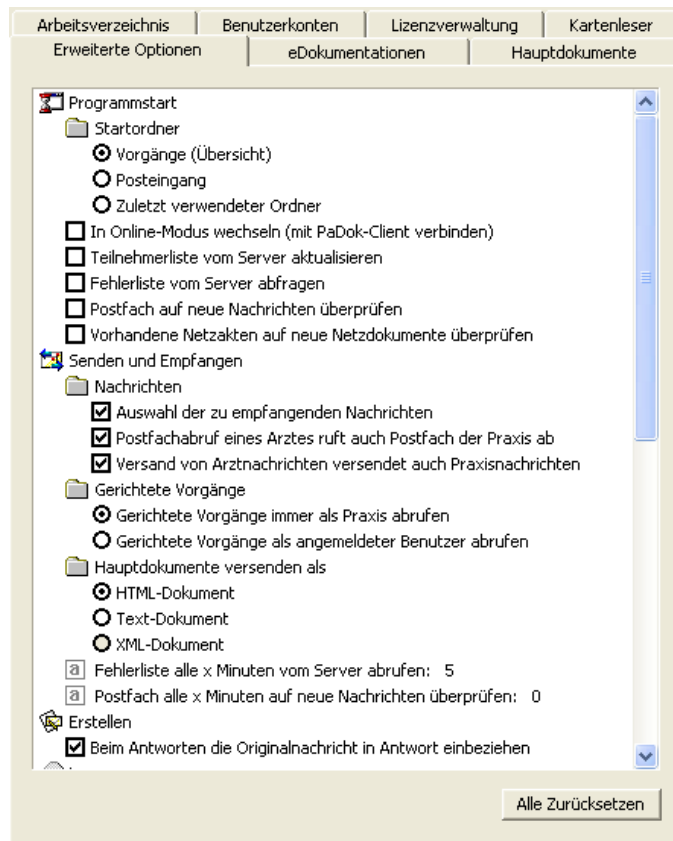 Arbeitsverzeichnis Benutzerkonten Lizenzverwaltung Kartenleser
Erweiterte Optionen eDokumentationen Hauptdokumente
Programmstart
Startordner
Vorgänge (Übersicht)
Posteingang
Zuletzt verwendeter Ordner
In Online-Modus wechseln (mit PaDok-Client verbinden)
Teilnehmerliste vom Server aktualisieren
Fehlerliste vom Server abfragen
Postfach auf neue Nachrichten überprüfen
Vorhandene Netzakten auf neue Netzdokumente überprüfen
Senden und Empfangen
Nachrichten
Auswahl der zu empfangenden Nachrichten
Postfachabruf eines Arztes ruft auch Postfach der Praxis ab
Versand von Arztnachrichten versendet auch Praxisnachrichten
Gerichtete Vorgänge
Gerichtete Vorgänge immer als Praxis abrufen
Gerichtete Vorgänge als angemeldeter Benutzer abrufen
Hauptdokumente versenden als
HTML-Dokument
Text-Dokument
XML-Dokument
a Fehlerliste alle x Minuten vom Server abrufen: 5
a Postfach alle x Minuten auf neue Nachrichten überprüfen: 0
Erstellen
Beim Antworten die Originalnachricht in Antwort einbeziehen
Alle Zurücksetzen